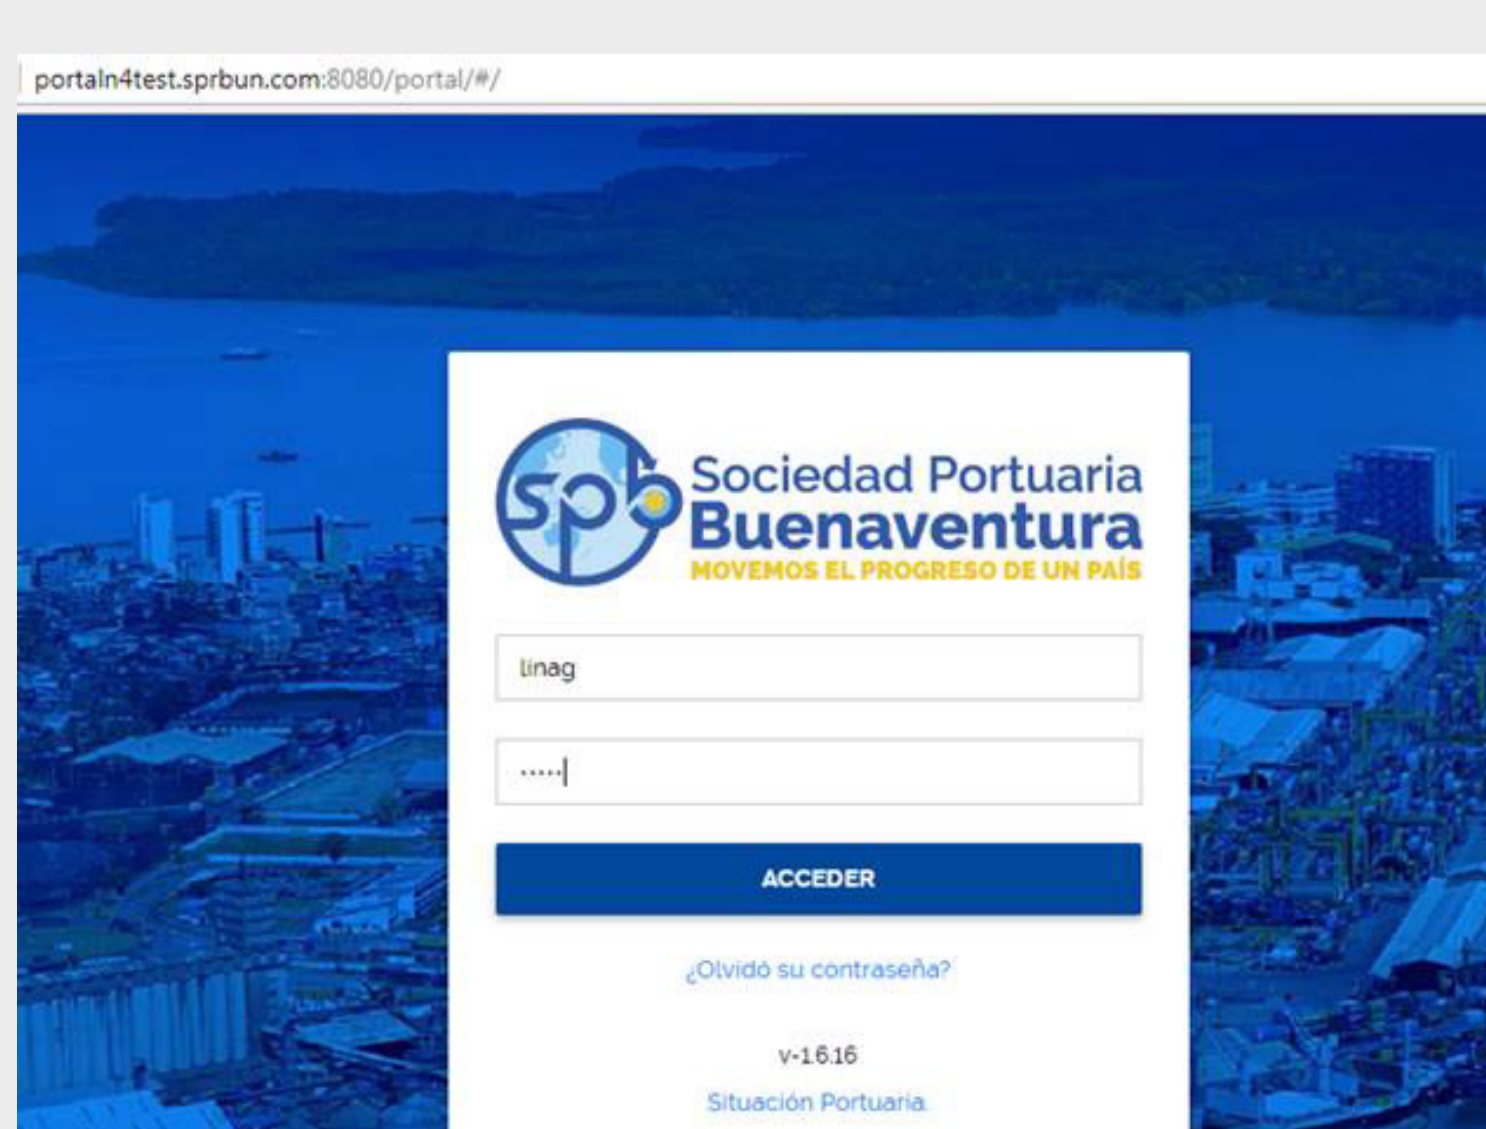 portaln4test.sprbun.com:8080/portal/#/
spb
Sociedad Portuaria
Buenaventura
MOVEMOS EL PROGRESO DE UN PAÍS
linag
·····
ACCEDER
¿Olvidó su contraseña?
v-1.6.16
Situación Portuaria.